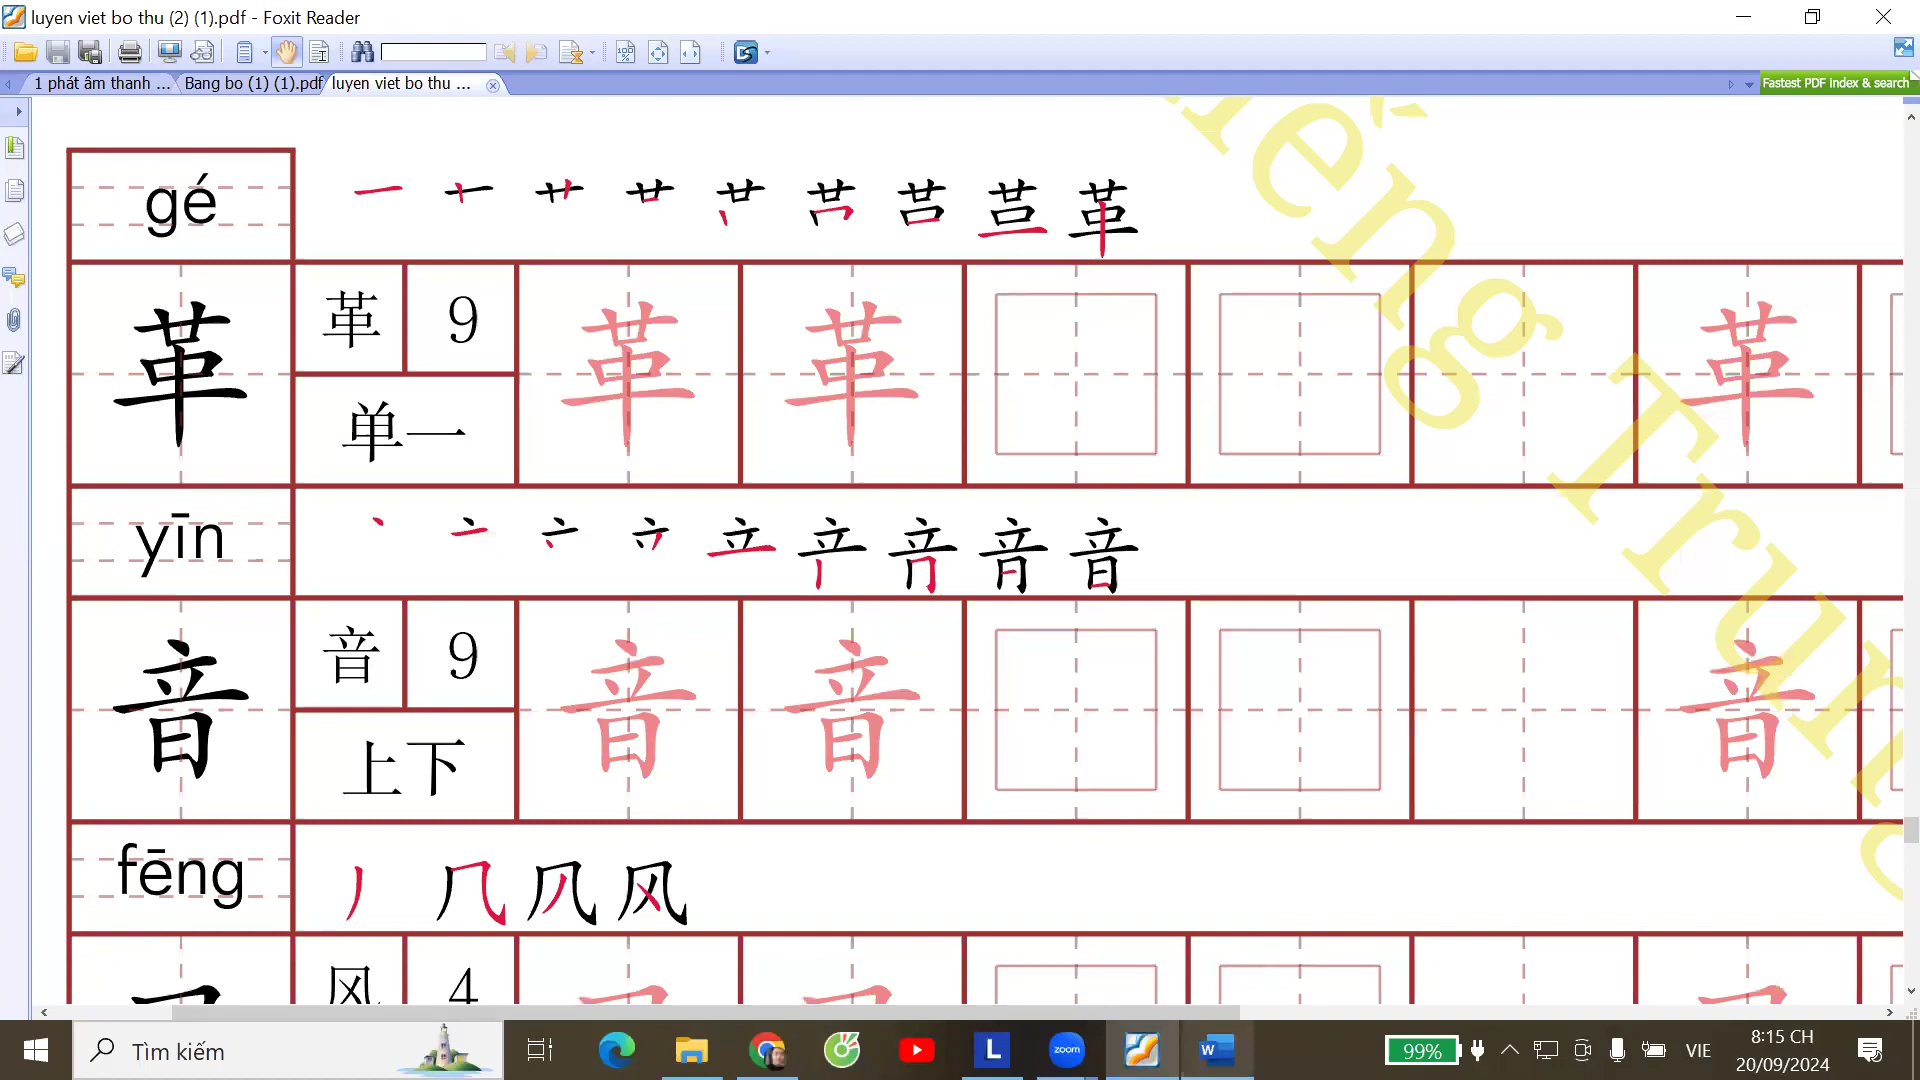 luyen viet bo thu (2) (1).pdf - Foxit Reader
1 phát âm thanh ... Bang bo (1) (1).pdf luyen viet bo thu ...
Fastest PDF index & search
gé
革 革 9 革 革 革
单一
yīn
音 音 9 音 音 音
上下
fēng
风 4
iếng Trung
Tìm kiếm
L
zoom
W
99%
VIE
8:15 CH
20/09/2024